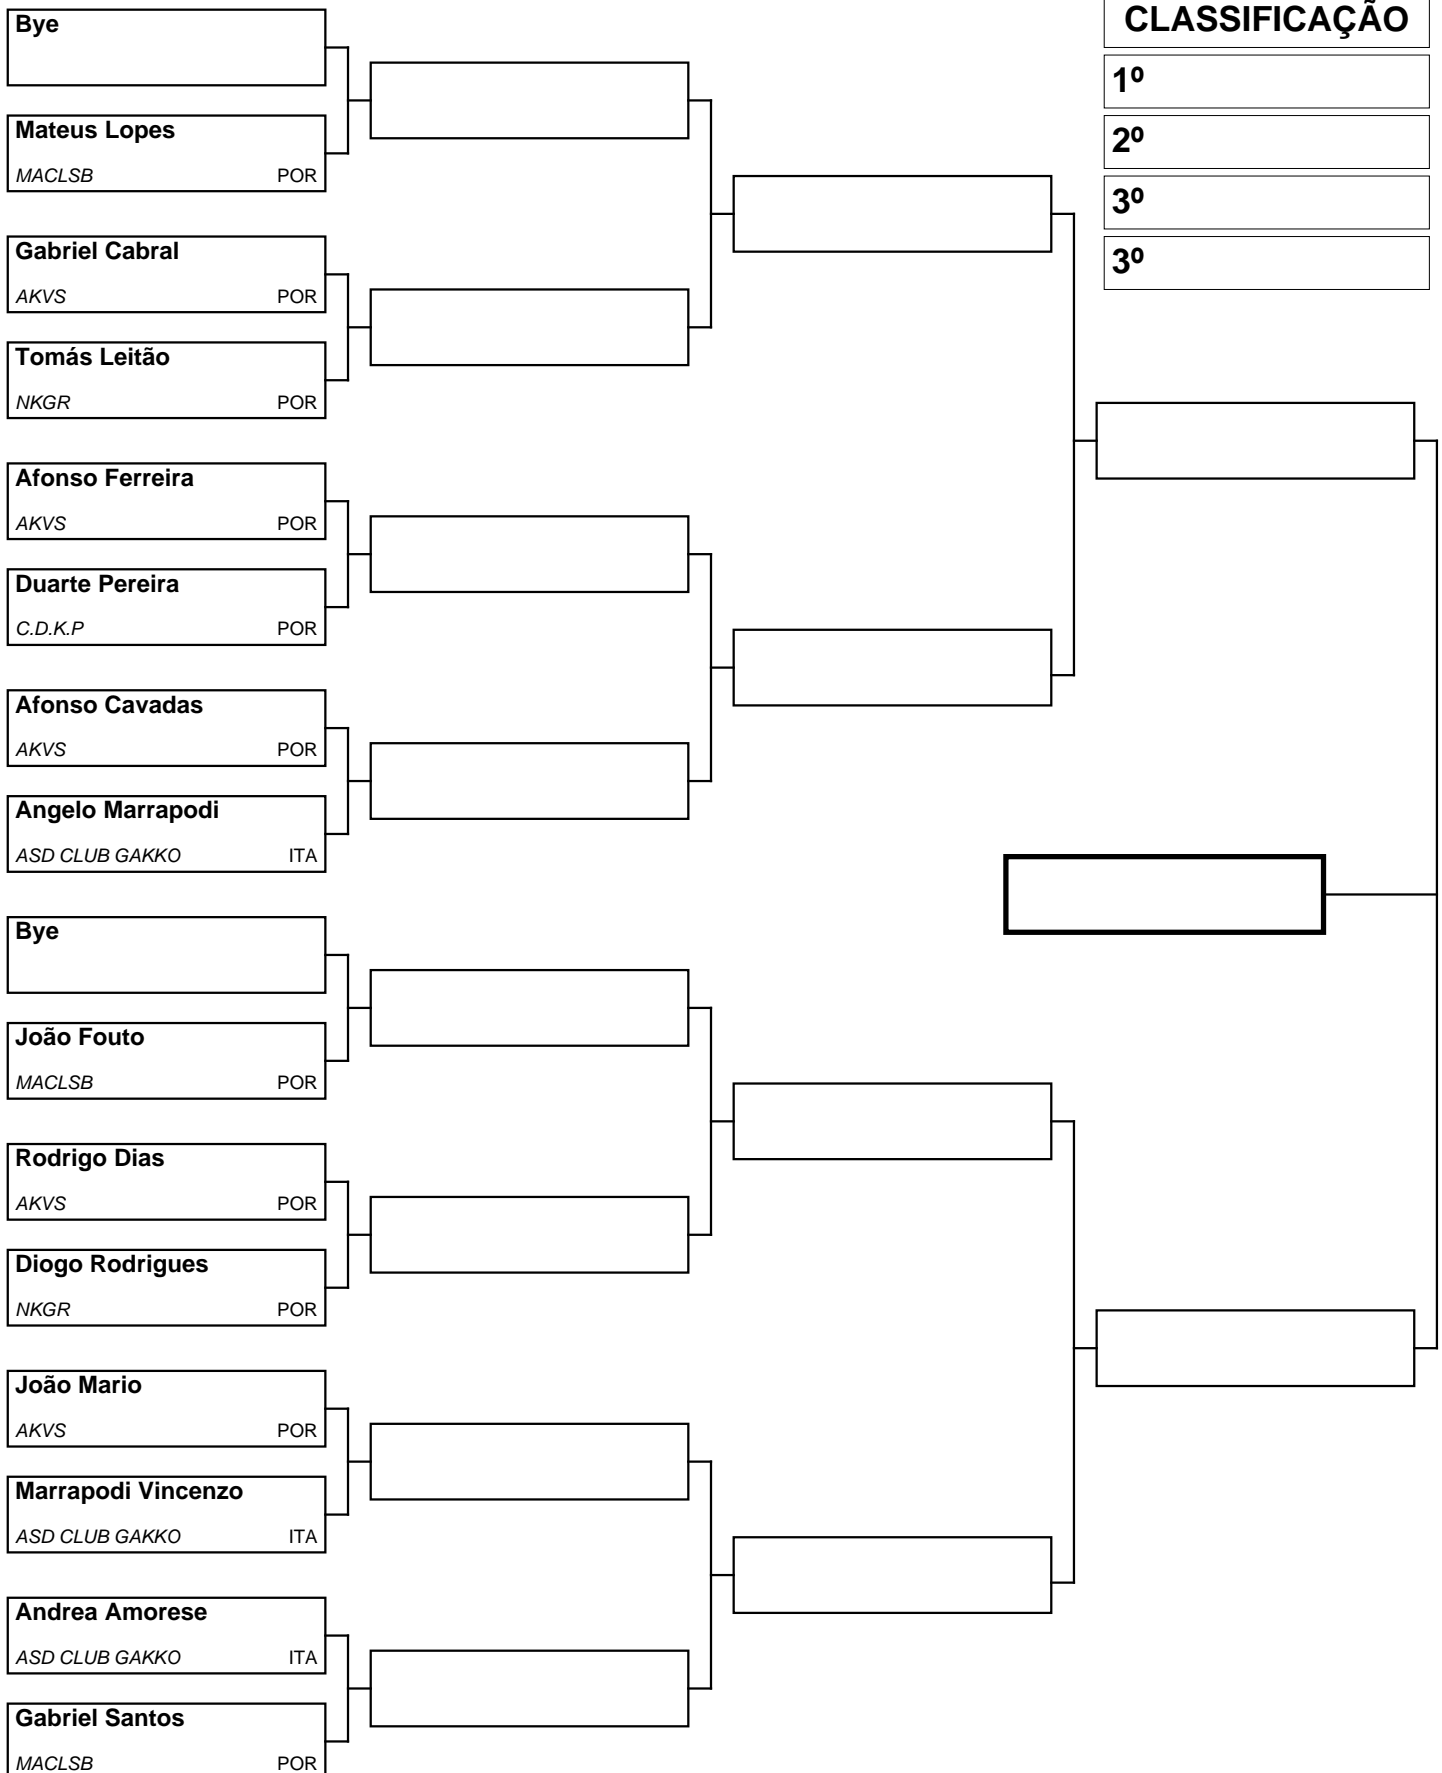 Bye
CLASSIFICAÇÃO
1º
2º
3º
3º
Mateus Lopes
MACLSB POR
Gabriel Cabral
AKVS POR
Tomás Leitão
NKGR POR
Afonso Ferreira
AKVS POR
Duarte Pereira
C.D.K.P POR
Afonso Cavadas
AKVS POR
Angelo Marrapodi
ASD CLUB GAKKO ITA
Bye
João Fouto
MACLSB POR
Rodrigo Dias
AKVS POR
Diogo Rodrigues
NKGR POR
João Mario
AKVS POR
Marrapodi Vincenzo
ASD CLUB GAKKO ITA
Andrea Amorese
ASD CLUB GAKKO ITA
Gabriel Santos
MACLSB POR